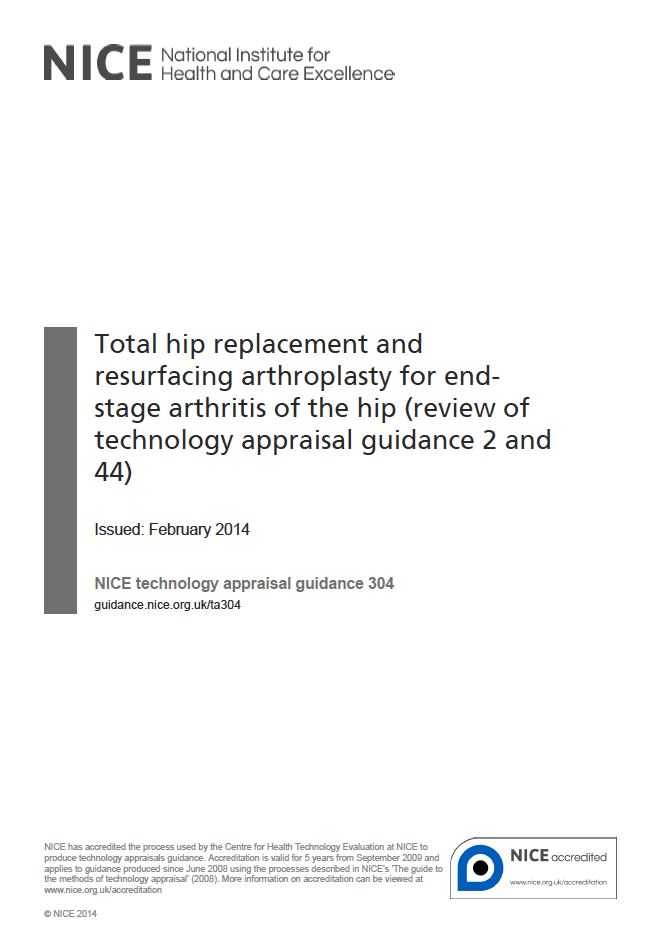 NICE National Institute for
Health and Care Excellence
Total hip replacement and
resurfacing arthroplasty for end-
stage arthritis of the hip (review of
technology appraisal guidance 2 and
44)
Issued: February 2014
NICE technology appraisal guidance 304
guidance.nice.org.uk/ta304
NICE has accredited the process used by the Centre for Health Technology Evaluation at NICE to
produce technology appraisals guidance. Accreditation is valid for 5 years from September 2009 and
applies to guidance produced since June 2008 using the processes described in NICE's 'The guide to
the methods of technology appraisal' (2008). More information on accreditation can be viewed at
www.nice.org.uk/accreditation
NICE accredited
www.nice.org.uk/accreditation
© NICE 2014